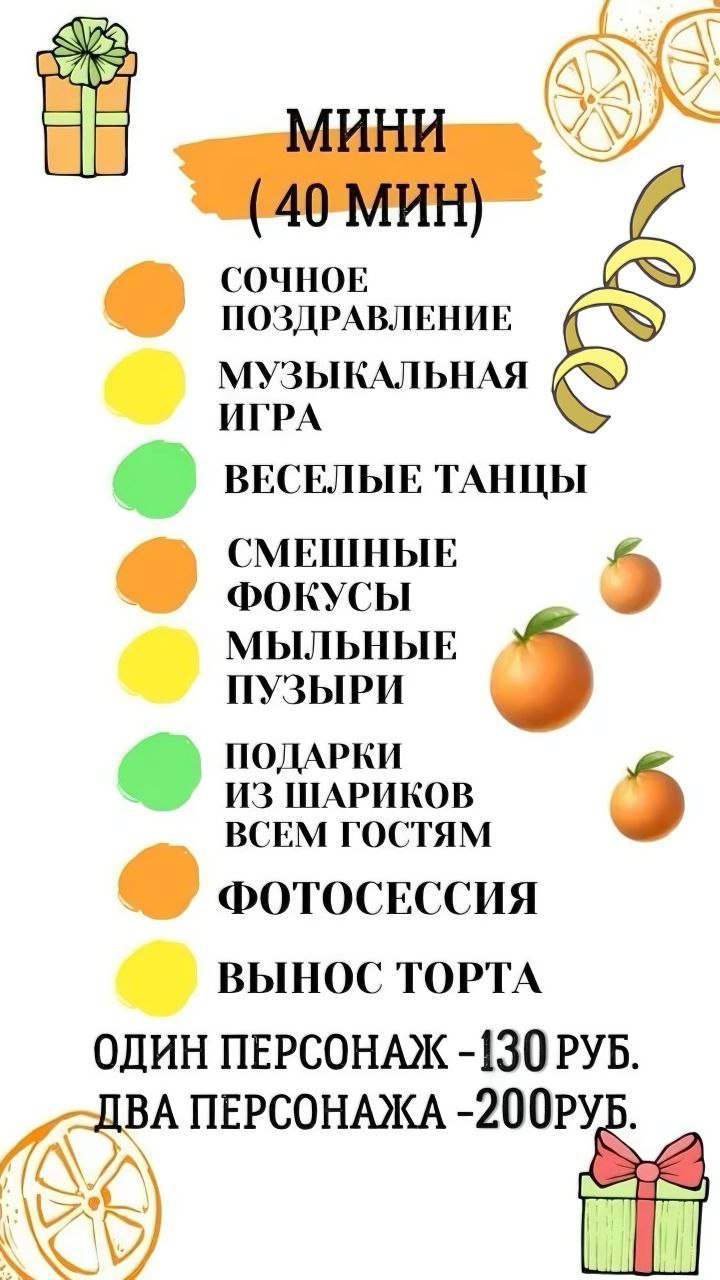 МИНИ
( 40 МИН)
СОЧНОЕ
ПОЗДРАВЛЕНИЕ
МУЗЫКАЛЬНАЯ
ИГРА
ВЕСЕЛЫЕ ТАНЦЫ
СМЕШНЫЕ
ФОКУСЫ
МЫЛЬНЫЕ
ПУЗЫРИ
ПОДАРКИ
ИЗ ШАРИКОВ
ВСЕМ ГОСТЯМ
ФОТОСЕССИЯ
ВЫНОС ТОРТА
ОДИН ПЕРСОНАЖ -130 РУБ.
ДВА ПЕРСОНАЖА -200РУБ.